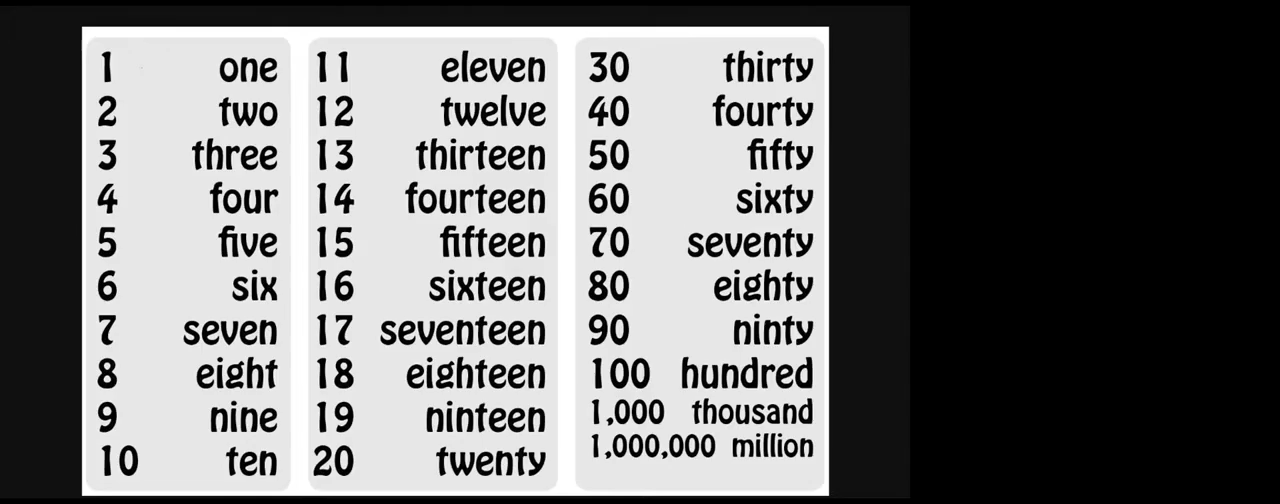 1 one
2 two
3 three
4 four
5 five
6 six
7 seven
8 eight
9 nine
10 ten
11 eleven
12 twelve
13 thirteen
14 fourteen
15 fifteen
16 sixteen
17 seventeen
18 eighteen
19 ninteen
20 twenty
30 thirty
40 fourty
50 fifty
60 sixty
70 seventy
80 eighty
90 ninty
100 hundred
1,000 thousand
1,000,000 million